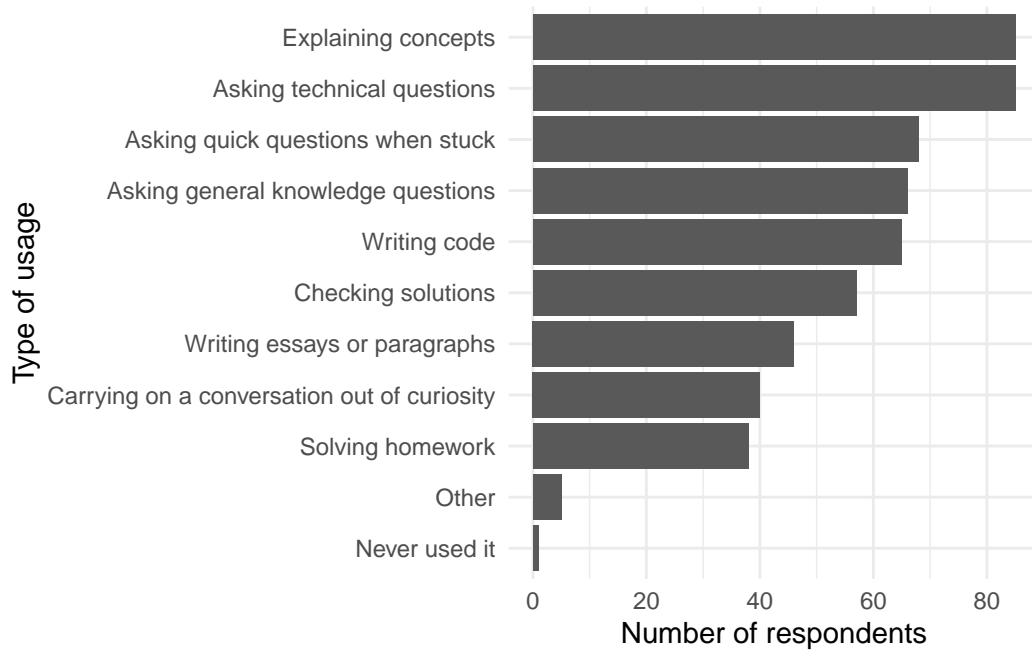 Explaining concepts
Asking technical questions
Asking quick questions when stuck
Asking general knowledge questions
Writing code
Checking solutions
Writing essays or paragraphs
Carrying on a conversation out of curiosity
Solving homework
Other
Never used it
Type of usage
0 20 40 60 80
Number of respondents